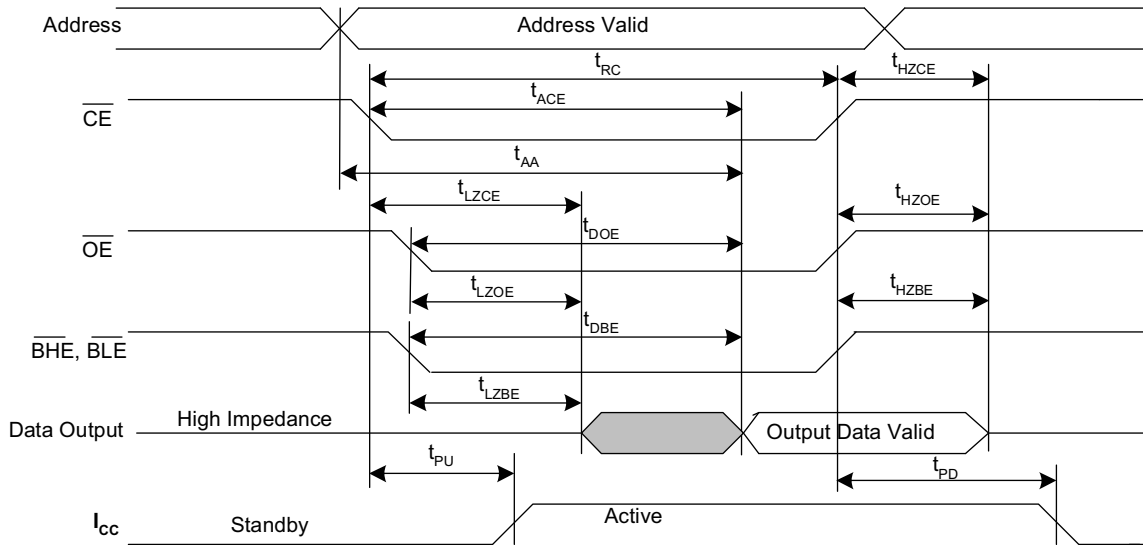 Address
Address Valid
tRC
tHZCE
tACE
CE
tAA
tLZCE
tHZOE
tDOE
OE
tLZOE
tHZBE
tDBE
BHE, BLE
tLZBE
High Impedance
Data Output
Output Data Valid
tPU
tPD
ICC
Standby
Active